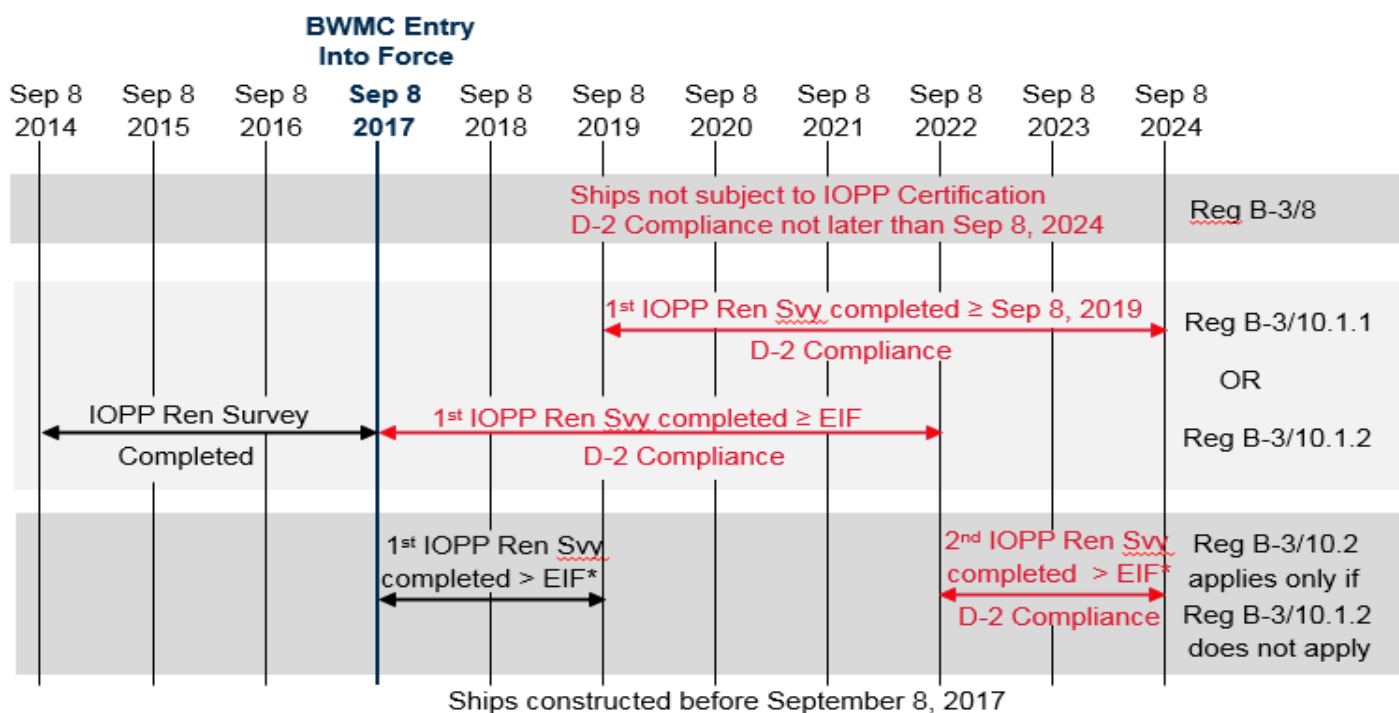 BWMC Entry
Into Force
Sep 8 Sep 8 Sep 8 Sep 8 Sep 8 Sep 8 Sep 8 Sep 8 Sep 8 Sep 8 Sep 8
2014 2015 2016 2017 2018 2019 2020 2021 2022 2023 2024
Ships not subject to IOPP Certification
D-2 Compliance not later than Sep 8, 2024
Reg B-3/8
1st IOPP Ren Svy completed ≥ Sep 8, 2019
D-2 Compliance
Reg B-3/10.1.1
OR
IOPP Ren Survey
Completed
1st IOPP Ren Svy completed ≥ EIF
D-2 Compliance
Reg B-3/10.1.2
1st IOPP Ren Svy
completed > EIF*
2nd IOPP Ren Svy
completed > EIF*
D-2 Compliance
Reg B-3/10.2
applies only if
Reg B-3/10.1.2
does not apply
Ships constructed before September 8, 2017